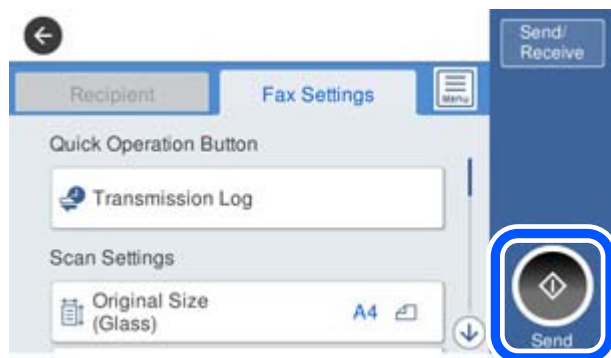 Send/
Receive
Recipient
Fax Settings
Menu
Quick Operation Button
Transmission Log
Scan Settings
Original Size
(Glass)
A4
Send